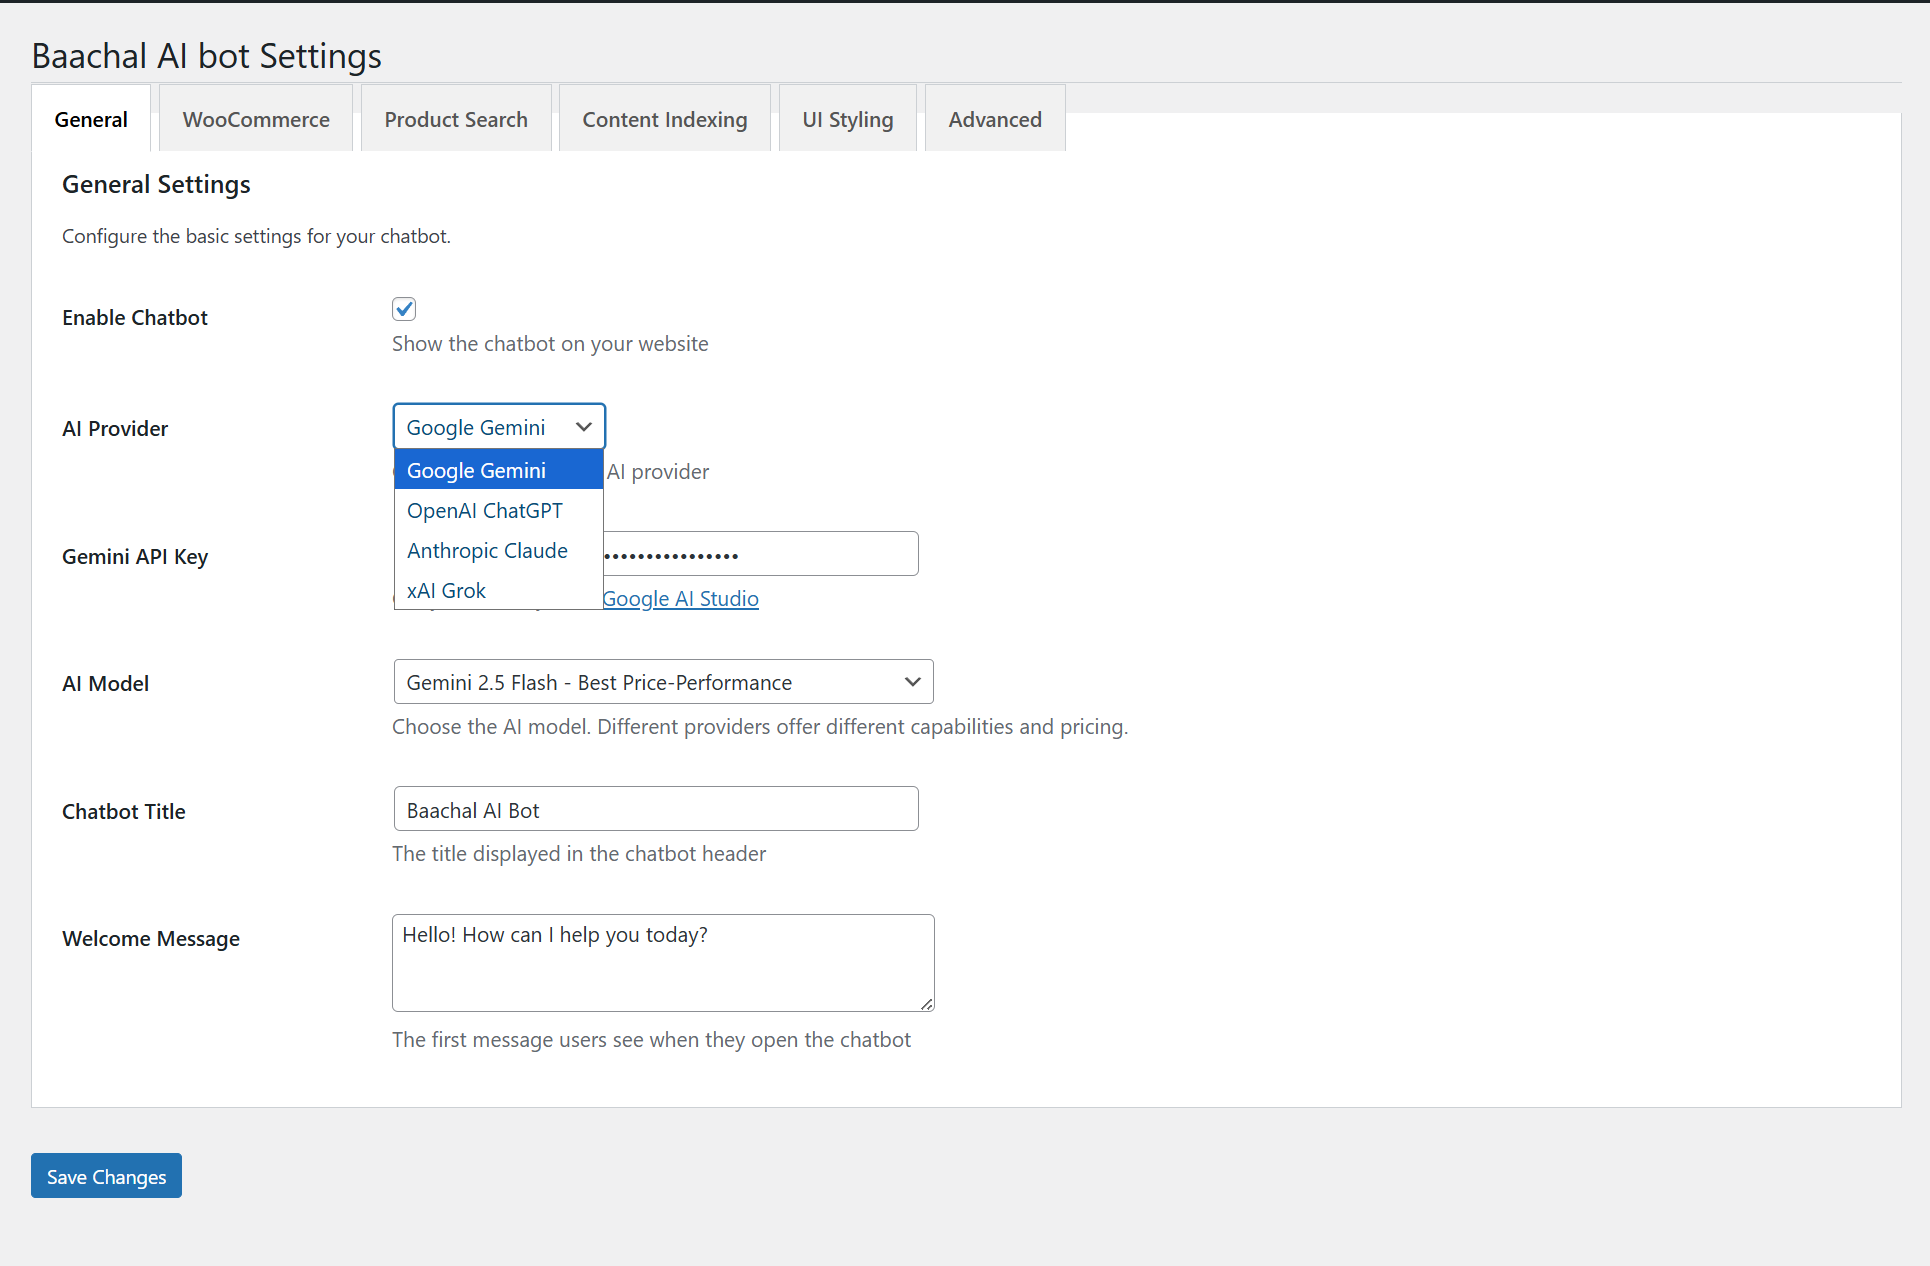 Baachal AI bot Settings
General WooCommerce Product Search Content Indexing UI Styling Advanced
General Settings
Configure the basic settings for your chatbot.
Enable Chatbot
Show the chatbot on your website
AI Provider
Google Gemini
Google Gemini
AI provider
OpenAI ChatGPT
Anthropic Claude
xAI Grok
Gemini API Key
••••••••••••••••
Google AI Studio
AI Model
Gemini 2.5 Flash - Best Price-Performance
Choose the AI model. Different providers offer different capabilities and pricing.
Chatbot Title
Baachal AI Bot
The title displayed in the chatbot header
Welcome Message
Hello! How can I help you today?
The first message users see when they open the chatbot
Save Changes